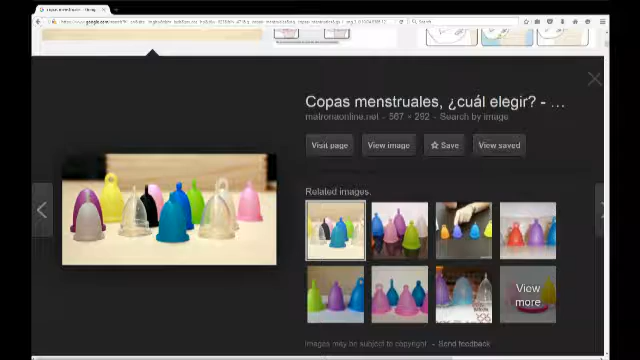 Copas menstruales, ¿cuál elegir? - ...
matronaonline.net - 567 × 292 - Search by image
Visit page
View image
Save
View saved
Related images:
View more
Images may be subject to copyright. - Send feedback